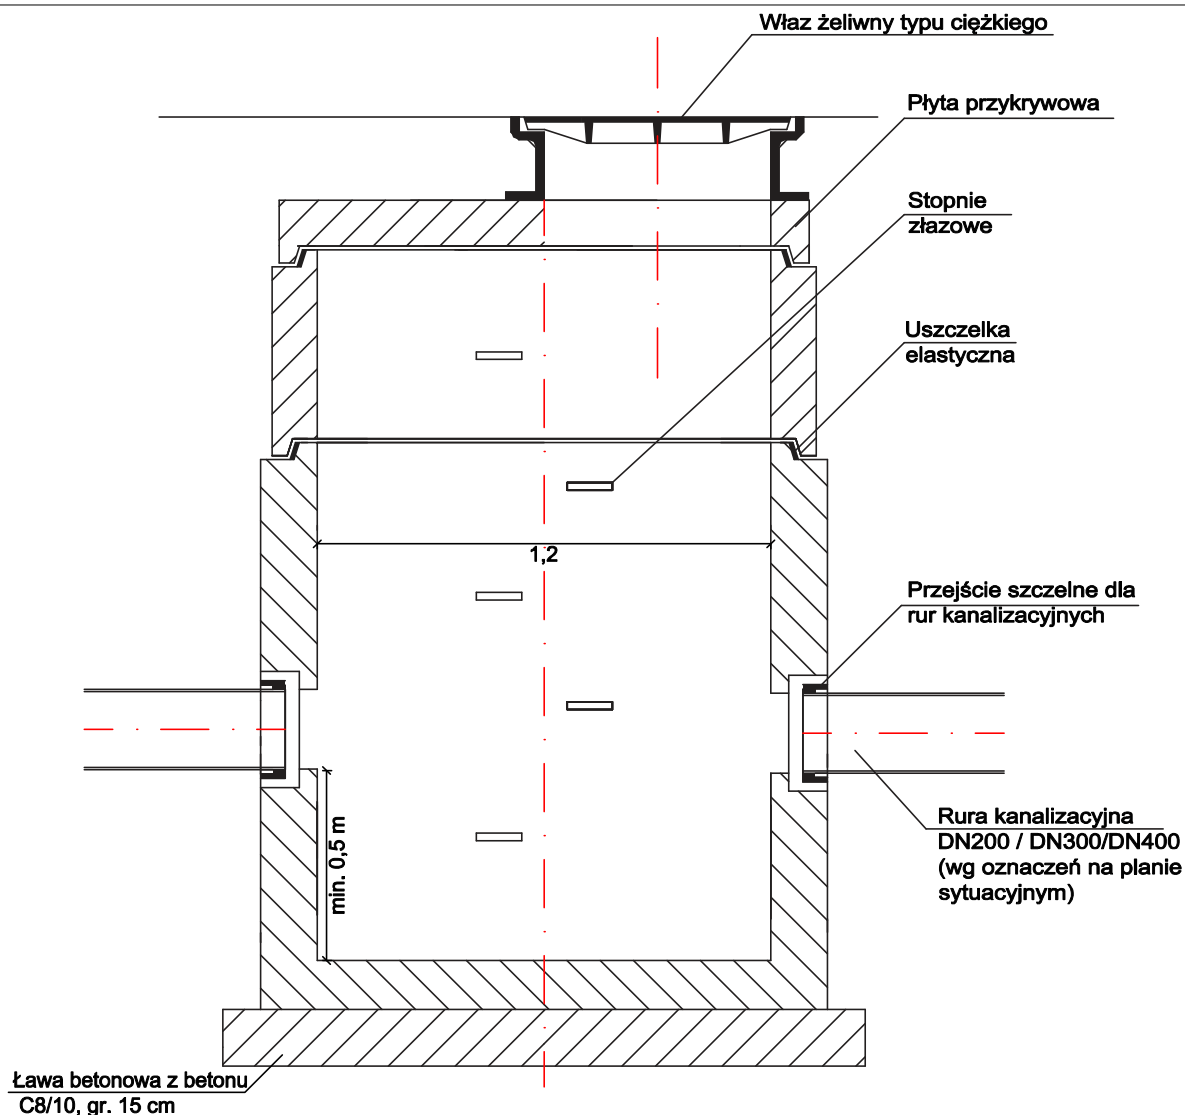 Właz żeliwny typu ciężkiego
Płyta przykrywowa
Stopnie
złazowe
Uszczelka
elastyczna
1,2
Przejście szczelne dla
rur kanalizacyjnych
min. 0,5 m
Rura kanalizacyjna
DN200 / DN300/DN400
(wg oznaczeń na planie
sytuacyjnym)
Ława betonowa z betonu
C8/10, gr. 15 cm